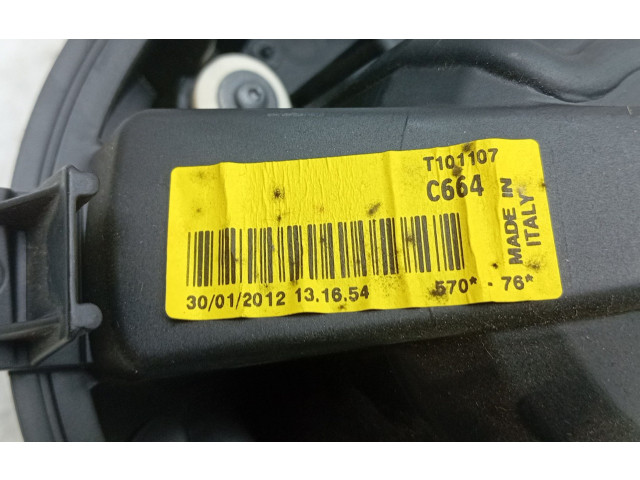 T101107
C664
MADE IN
ITALY
30/01/2012 13.16.54
570* - 76*